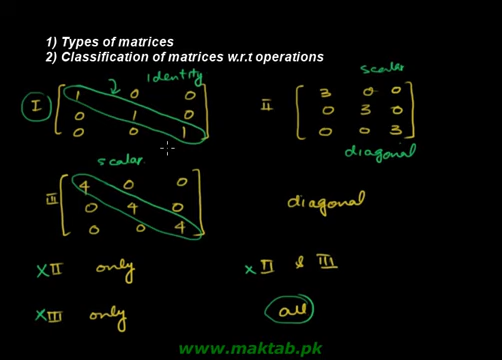 1) Types of matrices
2) Classification of matrices w.r.t operations
identity
I [ 1 0 0
0 1 0
0 0 1 ]
scalar
II [ 3 0 0
0 3 0
0 0 3 ]
diagonal
scalar
III [ 4 0 0
0 4 0
0 0 4 ]
diagonal
x II only
x II & III
x III only
all
www.maktab.pk